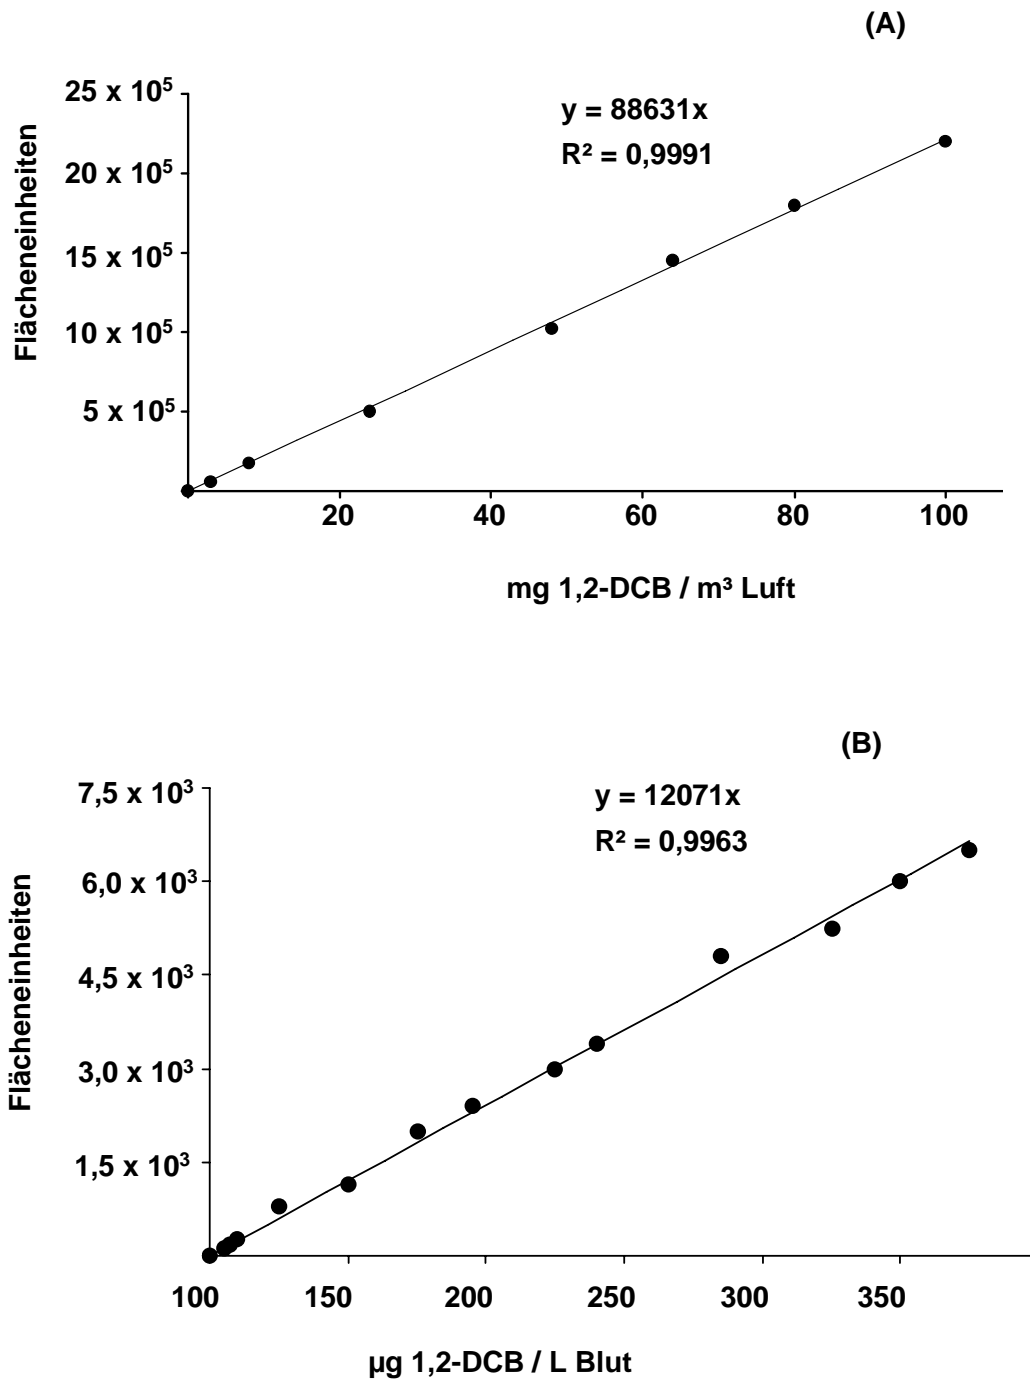 (A)
25 x 10⁵
y = 88631x
R² = 0,9991
20 x 10⁵
15 x 10⁵
10 x 10⁵
5 x 10⁵
Flächeneinheiten
20 40 60 80 100
mg 1,2-DCB / m³ Luft
(B)
7,5 x 10³
y = 12071x
R² = 0,9963
6,0 x 10³
4,5 x 10³
3,0 x 10³
1,5 x 10³
Flächeneinheiten
100 150 200 250 300 350
µg 1,2-DCB / L Blut